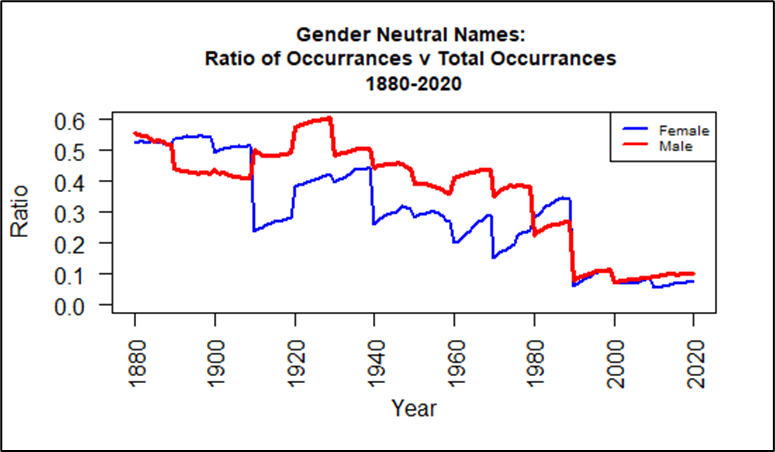 Gender Neutral Names:
Ratio of Occurrances v Total Occurrances
1880-2020
Female
Male
Ratio
0.6
0.5
0.4
0.3
0.2
0.1
0.0
1880
1900
1920
1940
1960
1980
2000
2020
Year